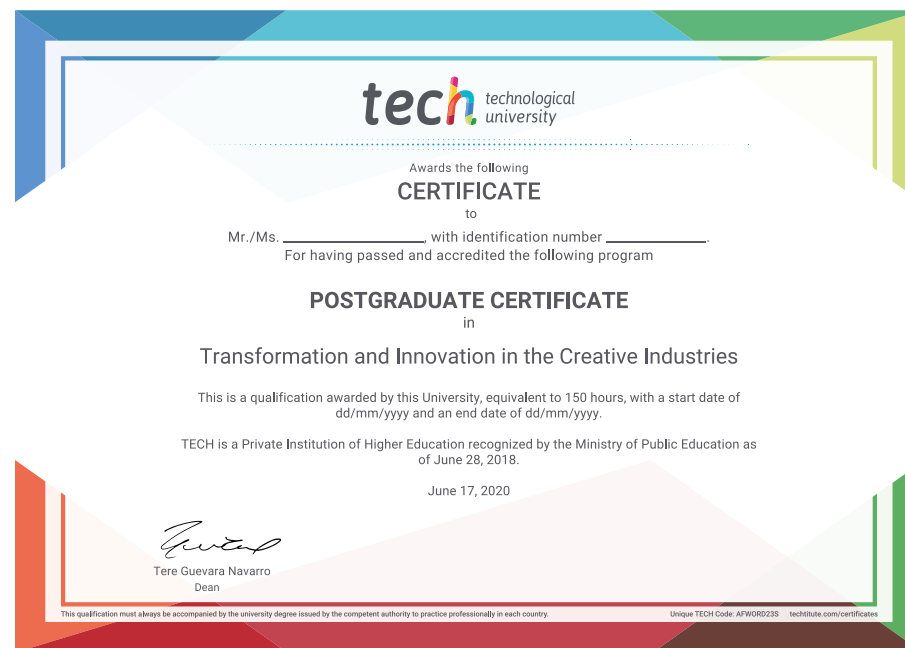 tech technological
university
Awards the following
CERTIFICATE
to
Mr./Ms. ____________________, with identification number ______________.
For having passed and accredited the following program
POSTGRADUATE CERTIFICATE
in
Transformation and Innovation in the Creative Industries
This is a qualification awarded by this University, equivalent to 150 hours, with a start date of
dd/mm/yyyy and an end date of dd/mm/yyyy.
TECH is a Private Institution of Higher Education recognized by the Ministry of Public Education as
of June 28, 2018.
June 17, 2020
Tere Guevara Navarro
Dean
This qualification must always be accompanied by the university degree issued by the competent authority to practice professionally in each country. Unique TECH Code: AFWORD23S techtitute.com/certificates